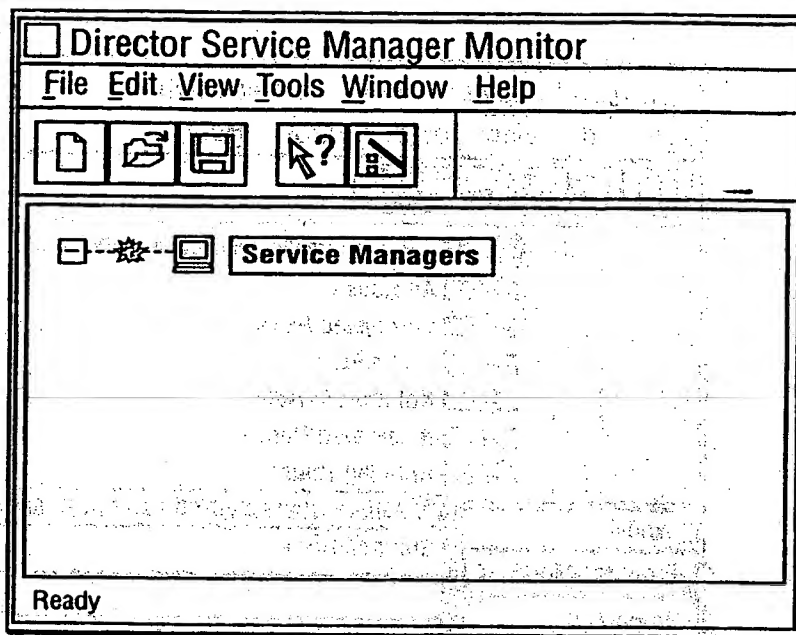 Director Service Manager Monitor
File Edit View Tools Window Help
?
Service Managers
Ready